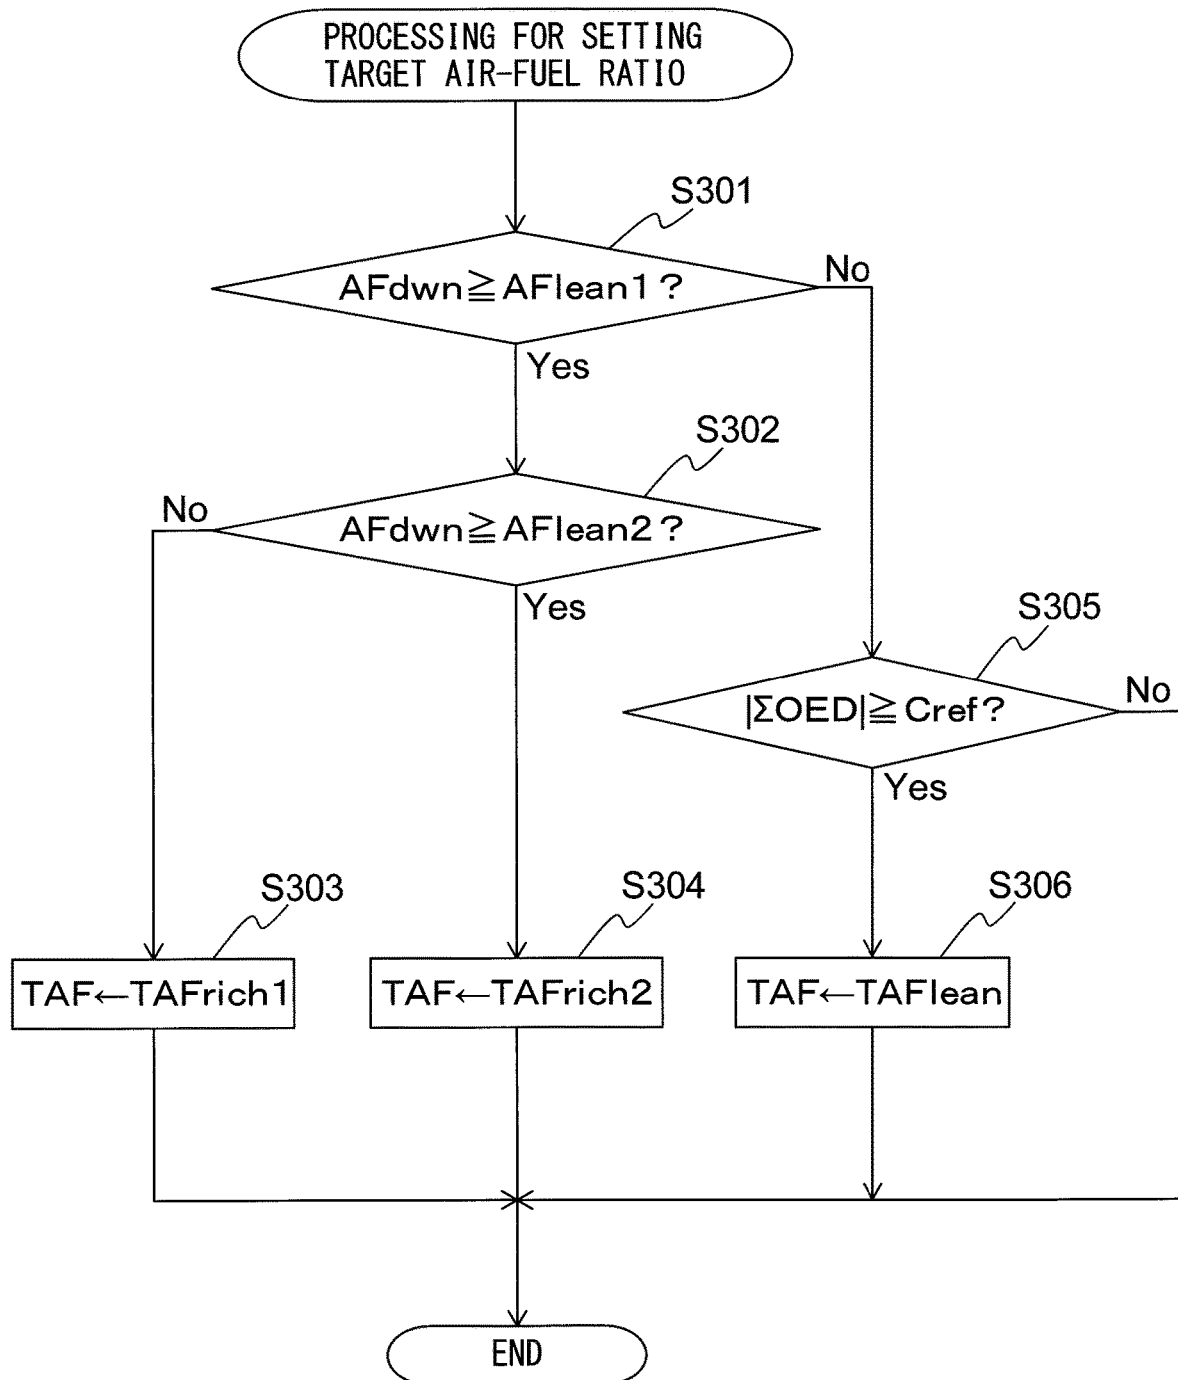 PROCESSING FOR SETTING
TARGET AIR-FUEL RATIO
S301
AFdwn≧AFlean1?
No
Yes
S302
No
AFdwn≧AFlean2?
Yes
S305
|ΣOED|≧Cref?
No
Yes
S303
S304
S306
TAF←TAFrich1
TAF←TAFrich2
TAF←TAFlean
END